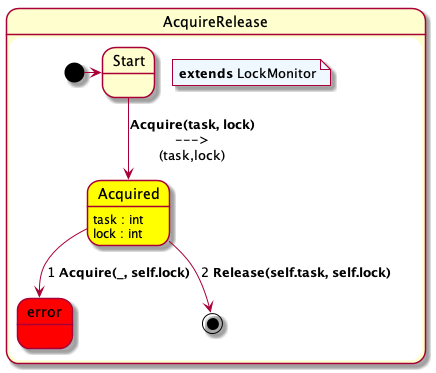 AcquireRelease
Start
extends LockMonitor
Acquire(task, lock)
--->
(task,lock)
Acquired
task : int
lock : int
1 Acquire(_, self.lock)
2 Release(self.task, self.lock)
error